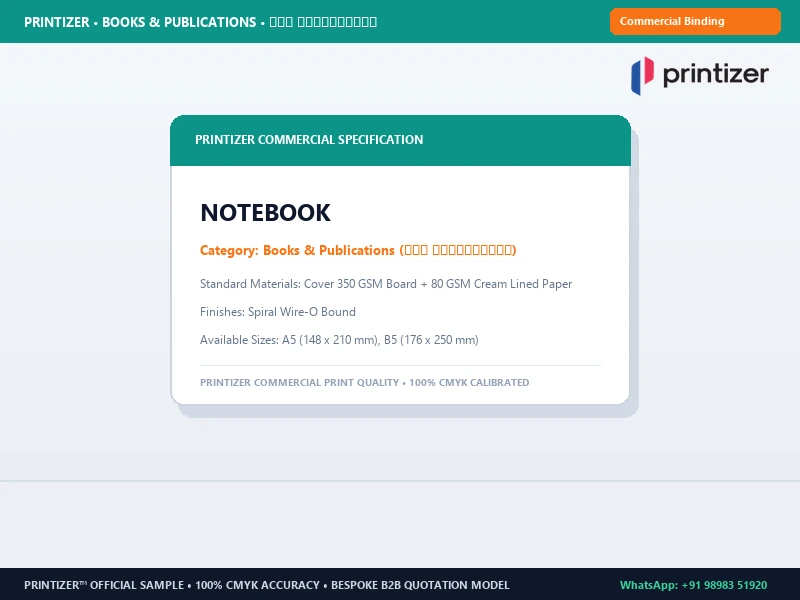 PRINTIZER • BOOKS & PUBLICATIONS •
Commercial Binding
printizer
PRINTIZER COMMERCIAL SPECIFICATION
NOTEBOOK
Category: Books & Publications
Standard Materials: Cover 350 GSM Board + 80 GSM Cream Lined Paper
Finishes: Spiral Wire-O Bound
Available Sizes: A5 (148 x 210 mm), B5 (176 x 250 mm)
PRINTIZER COMMERCIAL PRINT QUALITY • 100% CMYK CALIBRATED
PRINTIZER™ OFFICIAL SAMPLE • 100% CMYK ACCURACY • BESPOKE B2B QUOTATION MODEL
WhatsApp: +91 98983 51920